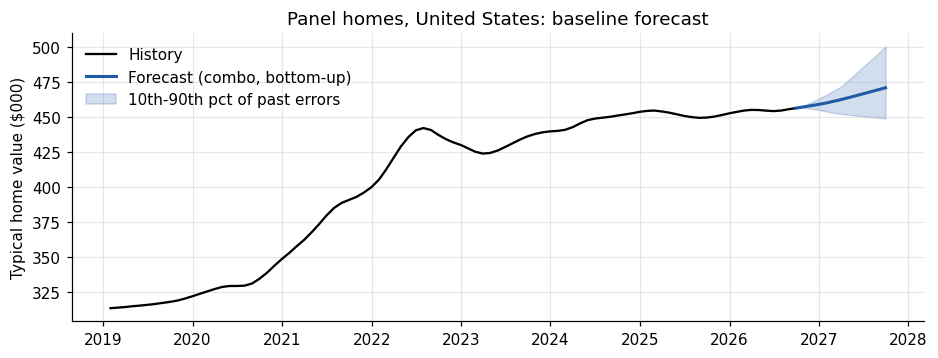 Panel homes, United States: baseline forecast
Typical home value ($000)
500
475
450
425
400
375
350
325
History
Forecast (combo, bottom-up)
10th-90th pct of past errors
2019 2020 2021 2022 2023 2024 2025 2026 2027 2028